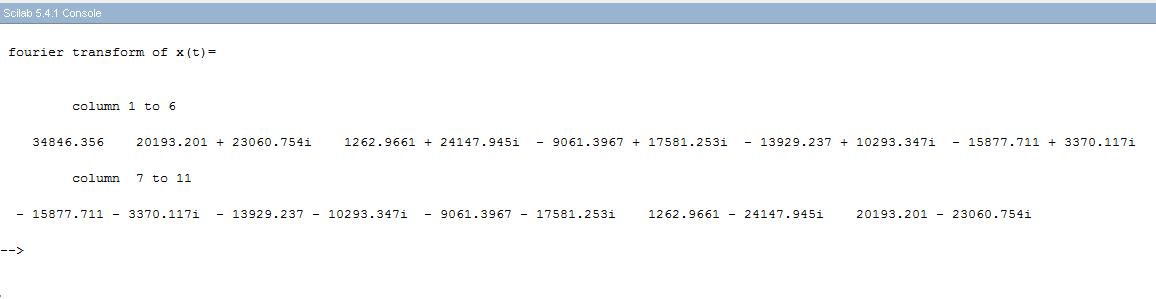 Scilab 5.4.1 Console
fourier transform of x(t)=
column 1 to 6
34846.356 20193.201 + 23060.754i 1262.9661 + 24147.945i - 9061.3967 + 17581.253i - 13929.237 + 10293.347i - 15877.711 + 3370.117i
column 7 to 11
- 15877.711 - 3370.117i - 13929.237 - 10293.347i - 9061.3967 - 17581.253i 1262.9661 - 24147.945i 20193.201 - 23060.754i
-->